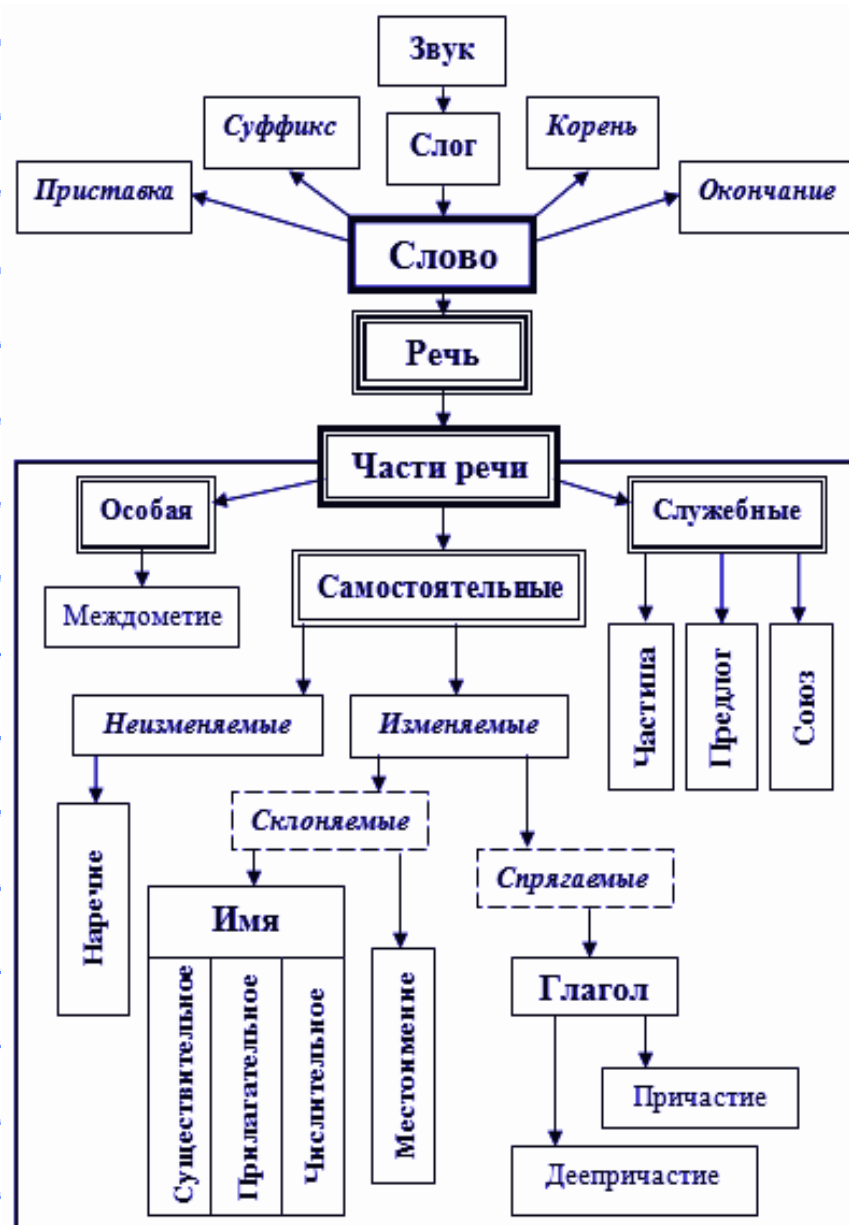 Звук
Суффикс
Слог
Корень
Приставка
Окончание
Слово
Речь
Части речи
Особая
Служебные
Самостоятельные
Междометие
Частица
Предлог
Союз
Неизменяемые
Изменяемые
Склоняемые
Спрягаемые
Наречие
Имя
Существительное
Прилагательное
Числительное
Местоимение
Глагол
Причастие
Деепричастие